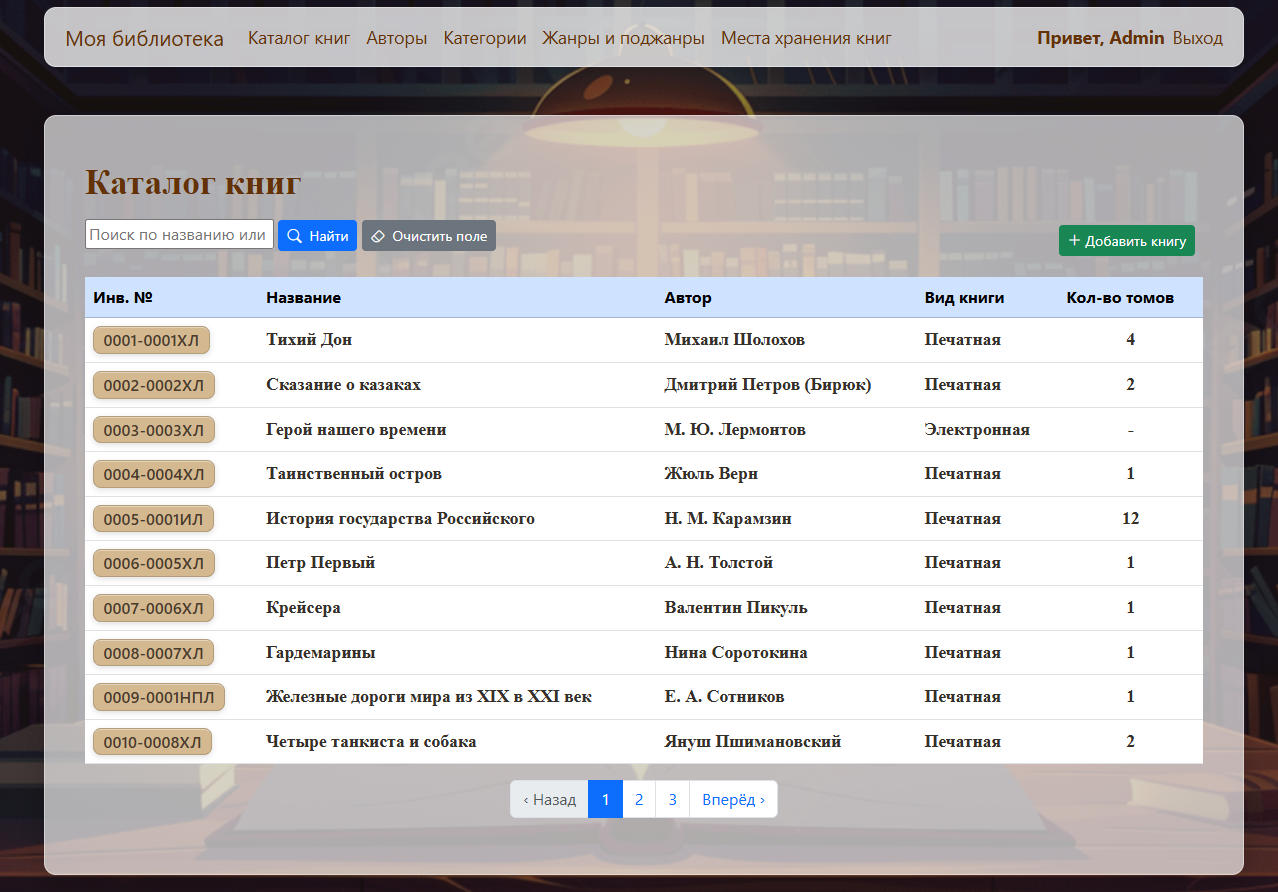 Моя библиотека Каталог книг Авторы Категории Жанры и поджанры Места хранения книг Привет, Admin Выход
Каталог книг
Поиск по названию или Найти Очистить поле + Добавить книгу
Инв. № Название Автор Вид книги Кол-во томов
0001-0001ХЛ Тихий Дон Михаил Шолохов Печатная 4
0002-0002ХЛ Сказание о казаках Дмитрий Петров (Бирюк) Печатная 2
0003-0003ХЛ Герой нашего времени М. Ю. Лермонтов Электронная -
0004-0004ХЛ Таинственный остров Жюль Верн Печатная 1
0005-0001ИЛ История государства Российского Н. М. Карамзин Печатная 12
0006-0005ХЛ Петр Первый А. Н. Толстой Печатная 1
0007-0006ХЛ Крейсера Валентин Пикуль Печатная 1
0008-0007ХЛ Гардемарины Нина Соротокина Печатная 1
0009-0001НПЛ Железные дороги мира из XIX в XXI век Е. А. Сотников Печатная 1
0010-0008ХЛ Четыре танкиста и собака Януш Пшимановский Печатная 2
‹ Назад 1 2 3 Вперёд ›